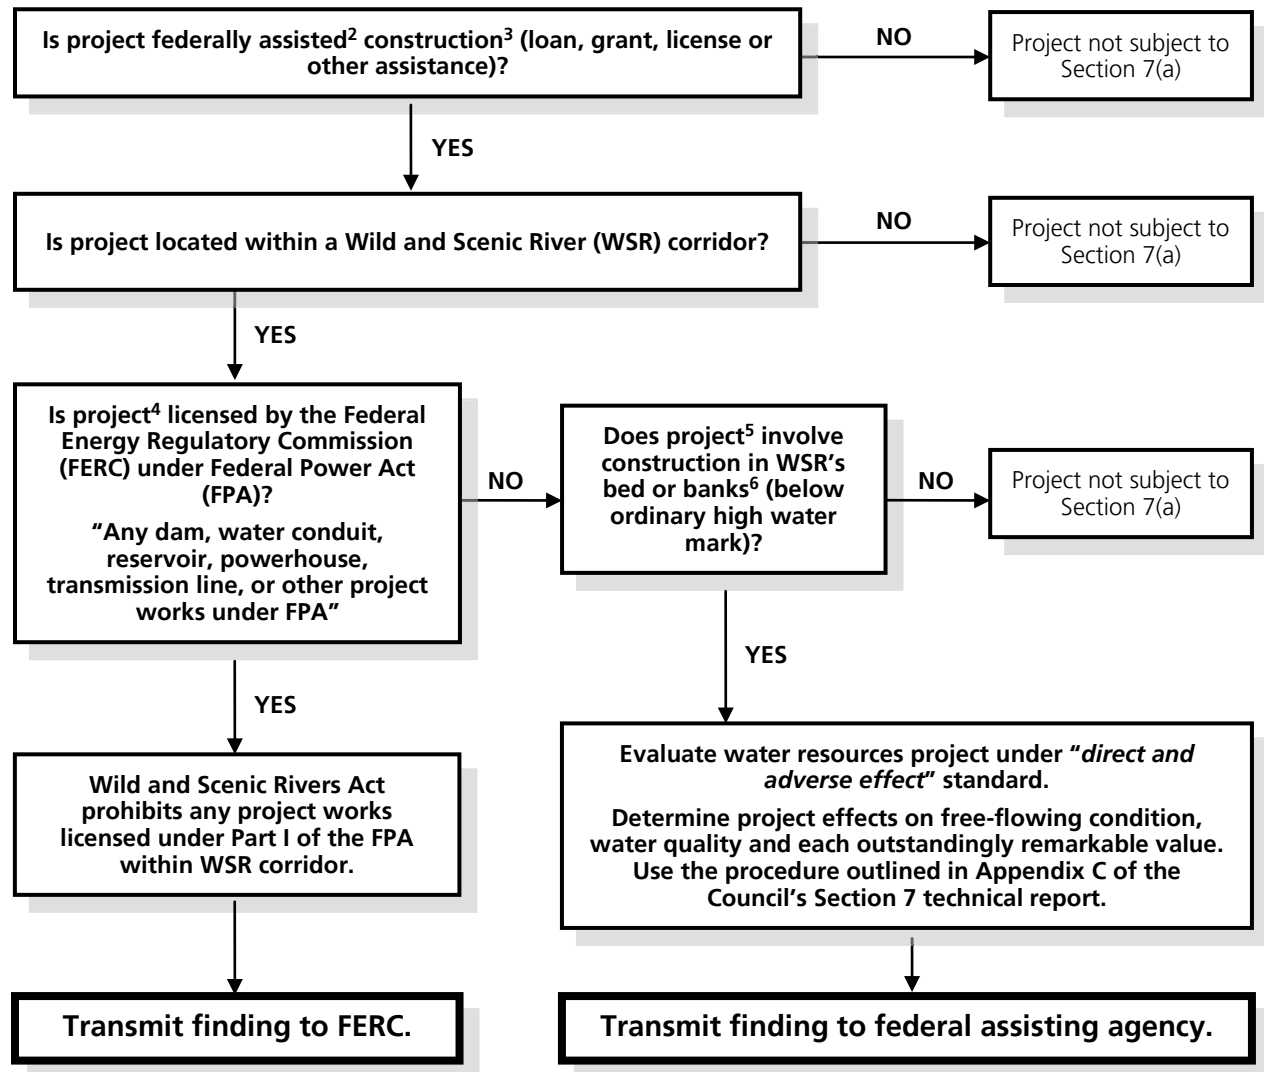 Is project federally assisted² construction³ (loan, grant, license or
other assistance)?
NO
Project not subject to
Section 7(a)
YES
Is project located within a Wild and Scenic River (WSR) corridor?
NO
Project not subject to
Section 7(a)
YES
Is project⁴ licensed by the Federal
Energy Regulatory Commission
(FERC) under Federal Power Act
(FPA)?
"Any dam, water conduit,
reservoir, powerhouse,
transmission line, or other project
works under FPA"
NO
Does project⁵ involve
construction in WSR's
bed or banks⁶ (below
ordinary high water
mark)?
NO
Project not subject to
Section 7(a)
YES
YES
Wild and Scenic Rivers Act
prohibits any project works
licensed under Part I of the FPA
within WSR corridor.
Evaluate water resources project under "direct and
adverse effect" standard.
Determine project effects on free-flowing condition,
water quality and each outstandingly remarkable value.
Use the procedure outlined in Appendix C of the
Council's Section 7 technical report.
Transmit finding to FERC.
Transmit finding to federal assisting agency.